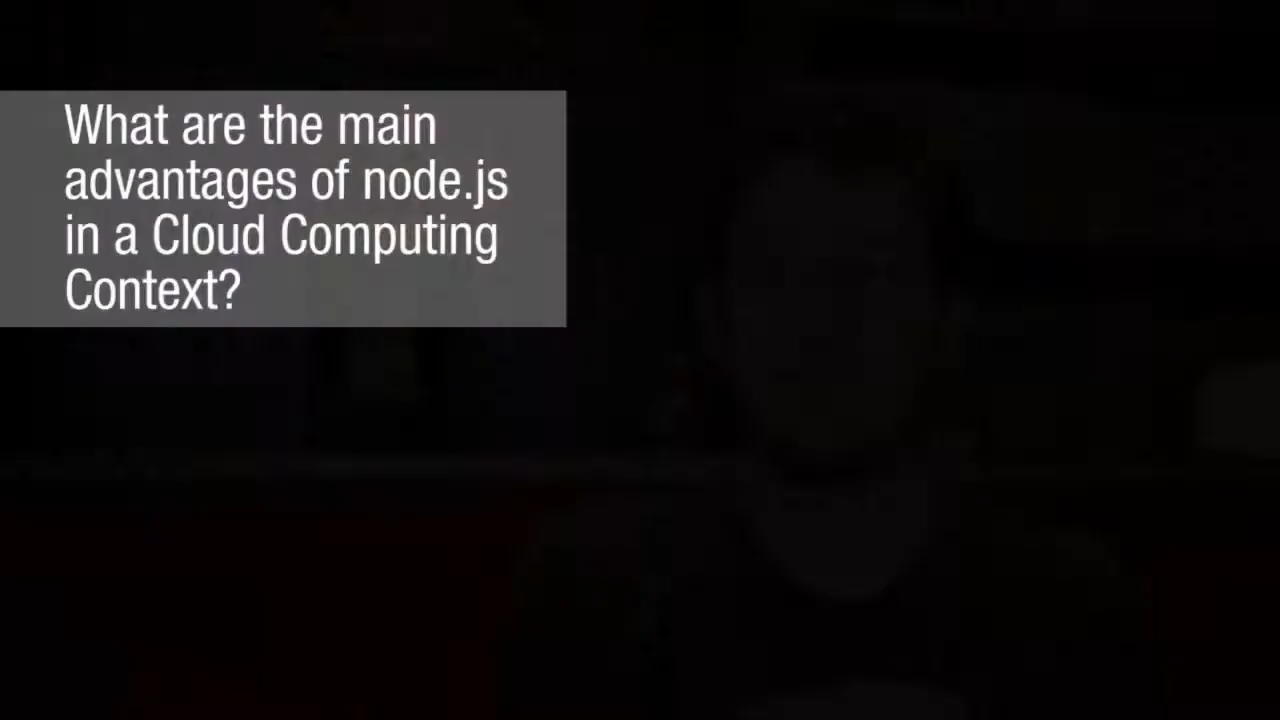 What are the main
advantages of node.js
in a Cloud Computing
Context?